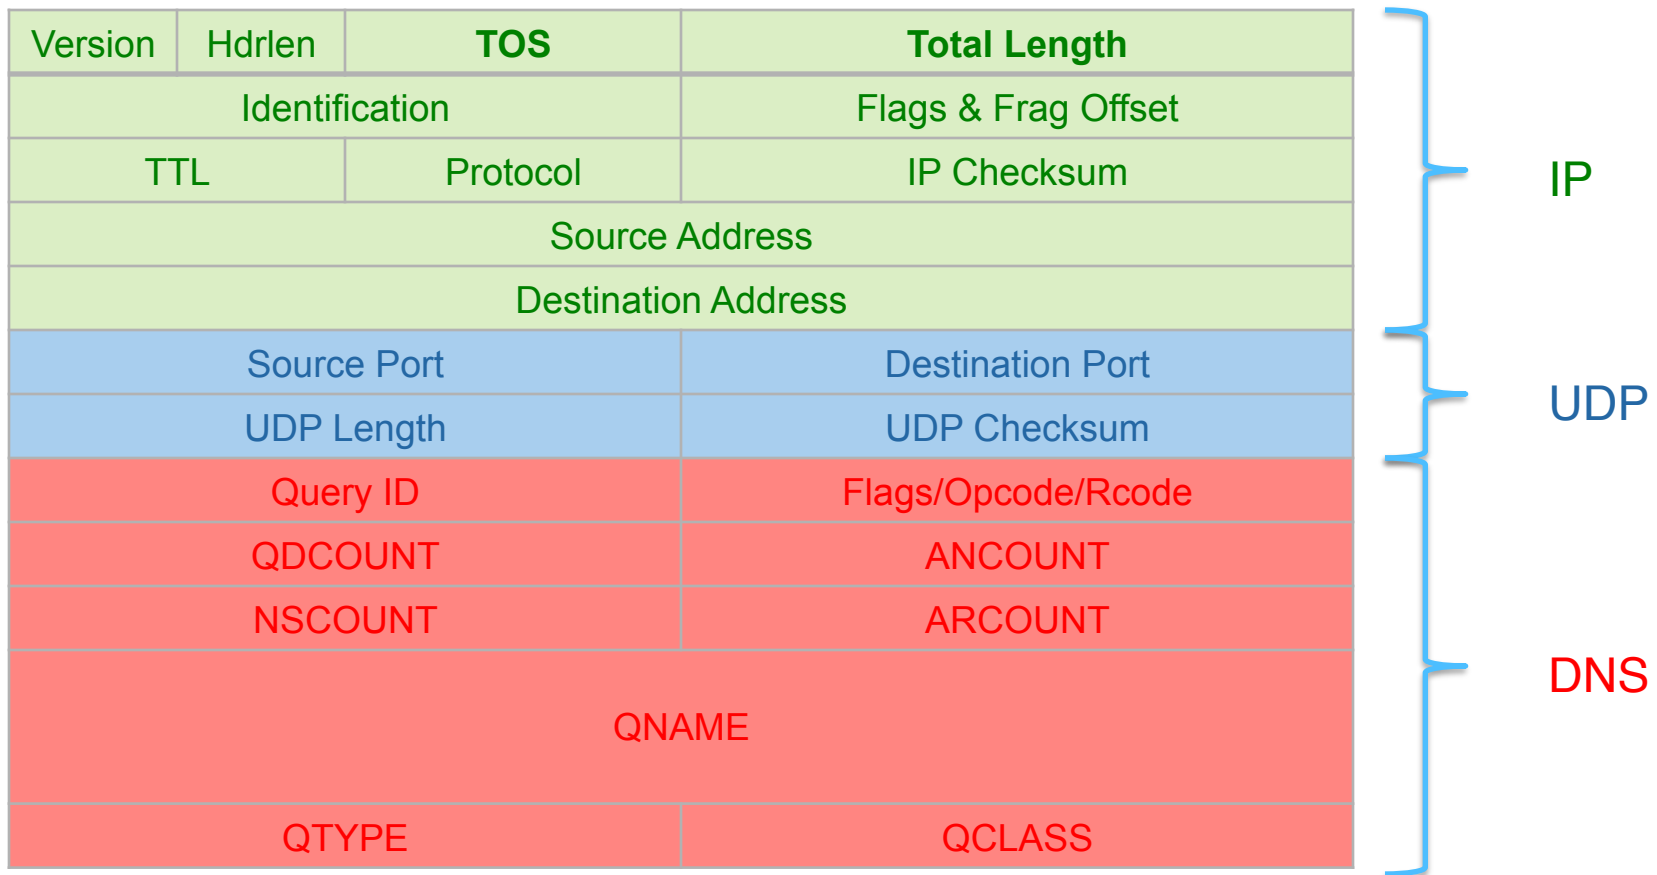 Version Hdrlen TOS Total Length
Identification Flags & Frag Offset
TTL Protocol IP Checksum
IP
Source Address
Destination Address
Source Port Destination Port
UDP
UDP Length UDP Checksum
Query ID Flags/Opcode/Rcode
QDCOUNT ANCOUNT
NSCOUNT ARCOUNT
DNS
QNAME
QTYPE QCLASS